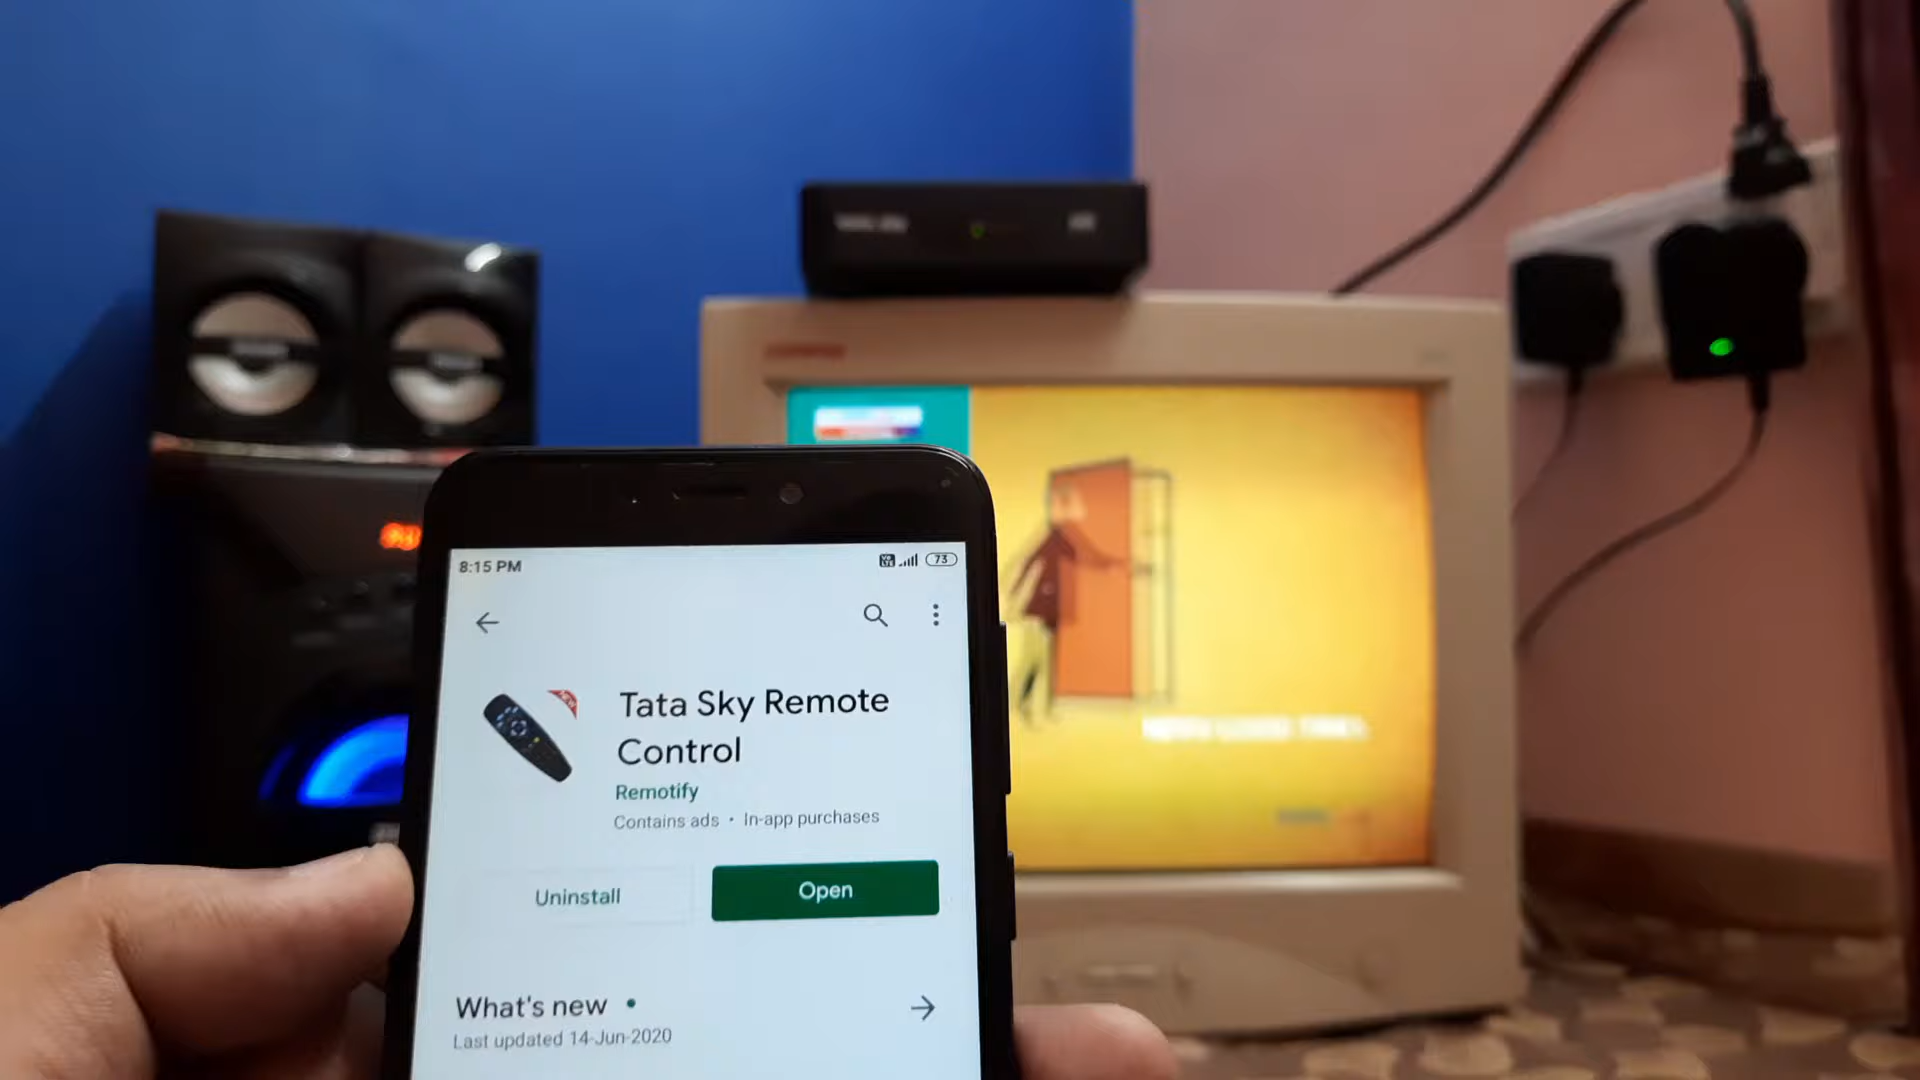 8:15 PM
73
Tata Sky Remote
Control
Remotify
Contains ads • In-app purchases
Uninstall
Open
What's new •
Last updated 14-Jun-2020